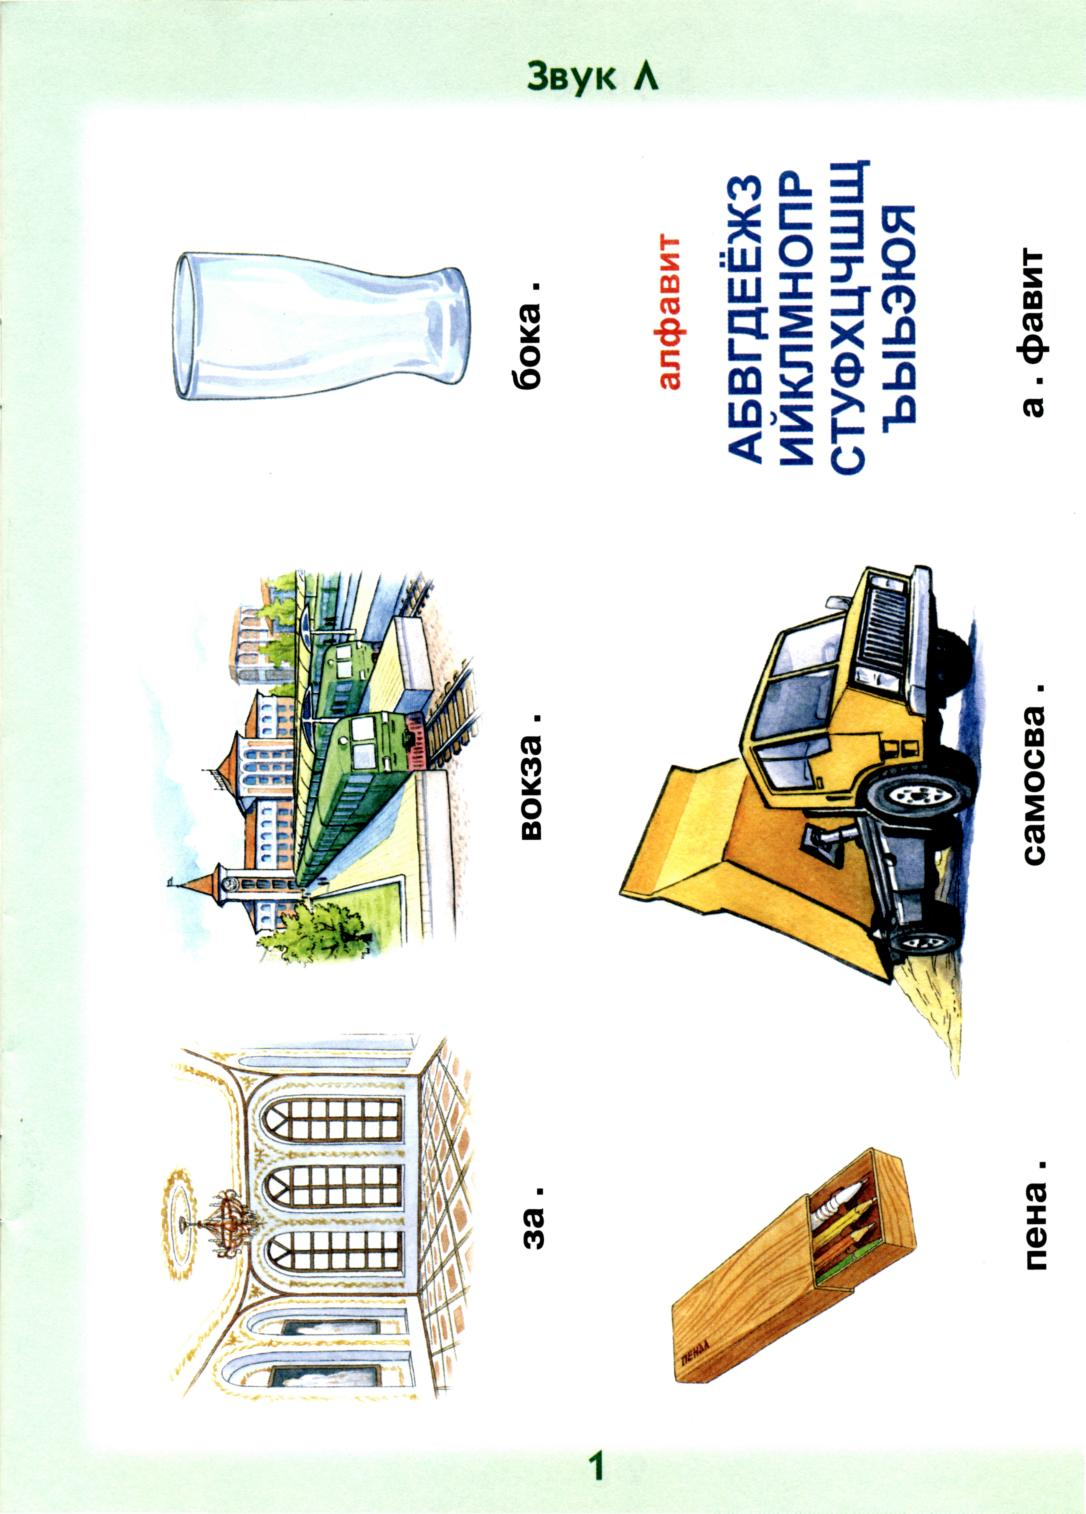 Звук Л
за .
вокза .
бока .
ПЕНАЛ
пена .
самосва .
алфавит
АБВГДЕЁЖЗ
ИЙКЛМНОПР
СТУФХЦЧШЩ
ЪЫЬЭЮЯ
а . фавит
1